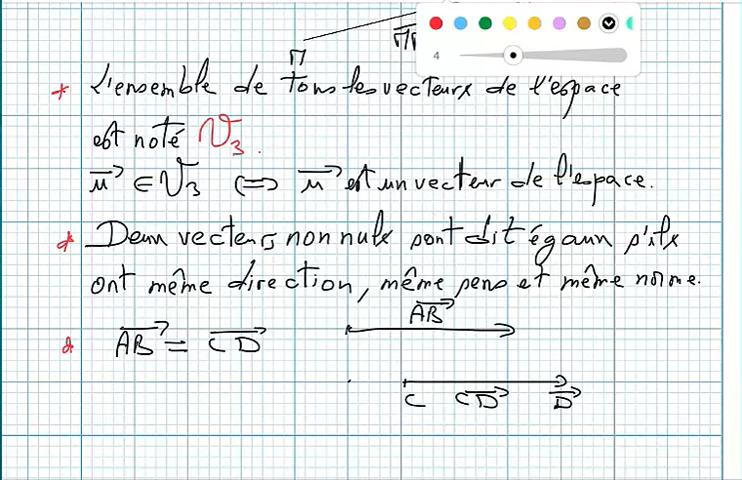 4
M
* L'ensemble de tous les vecteurs de l'espace
est noté V₃.
u⃗ ∈ V₃ ⟺ u⃗ est un vecteur de l'espace.
* Deux vecteurs non nuls sont dit égaux s'ils
ont même direction, même sens et même norme.
AB⃗
* AB⃗ = CD⃗
C CD⃗ D⃗